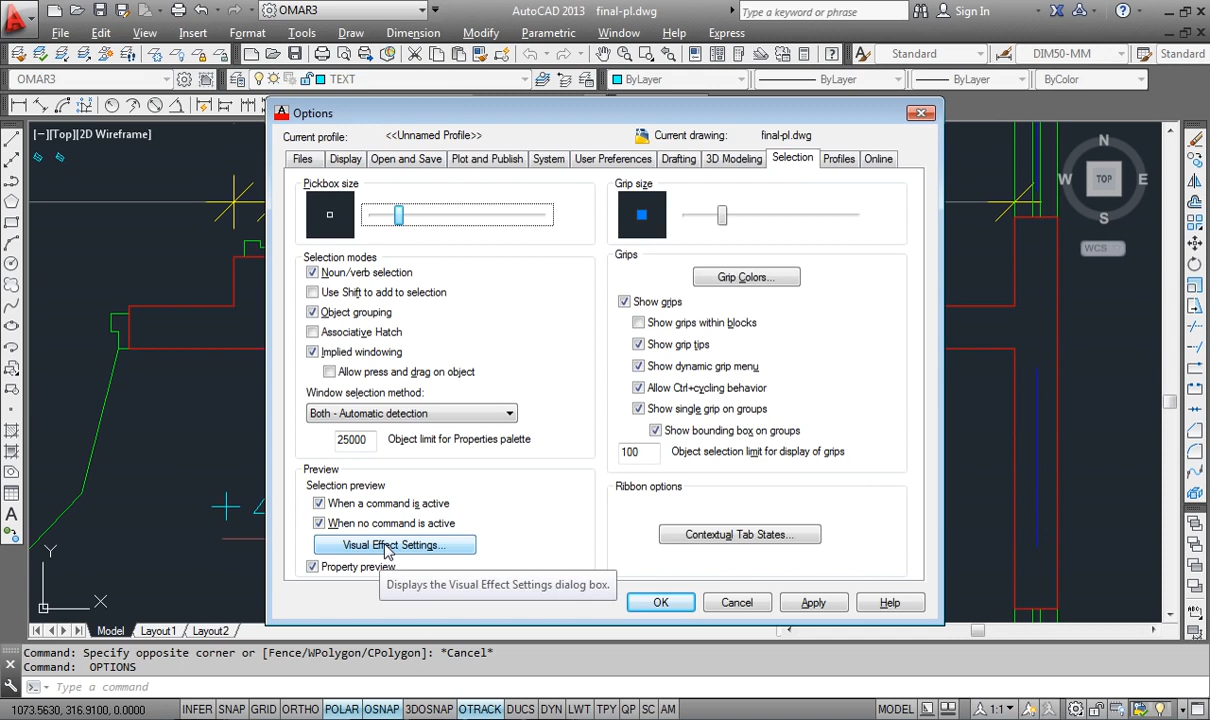 OMAR3
AutoCAD 2013 final-pl.dwg
Type a keyword or phrase
Sign In
File Edit View Insert Format Tools Draw Dimension Modify Parametric Window Help Express
Standard DIM50-MM Standard
OMAR3 TEXT ByLayer ByLayer ByLayer ByColor
[−][Top][2D Wireframe]
Options
Current profile: <<Unnamed Profile>> Current drawing: final-pl.dwg
Files Display Open and Save Plot and Publish System User Preferences Drafting 3D Modeling Selection Profiles Online
Pickbox size
Selection modes
Noun/verb selection
Use Shift to add to selection
Object grouping
Associative Hatch
Implied windowing
Allow press and drag on object
Window selection method:
Both - Automatic detection
25000 Object limit for Properties palette
Preview
Selection preview
When a command is active
When no command is active
Visual Effect Settings...
Property preview
Displays the Visual Effect Settings dialog box.
Grip size
Grips
Grip Colors...
Show grips
Show grips within blocks
Show grip tips
Show dynamic grip menu
Allow Ctrl+cycling behavior
Show single grip on groups
Show bounding box on groups
100 Object selection limit for display of grips
Ribbon options
Contextual Tab States...
OK Cancel Apply Help
N
W TOP E
S
WCS
Y
X
Model Layout1 Layout2
Command: Specify opposite corner or [Fence/WPolygon/CPolygon]: *Cancel*
Command: OPTIONS
Type a command
1073.5630, 316.9100, 0.0000 INFER SNAP GRID ORTHO POLAR OSNAP 3DOSNAP OTRACK DUCS DYN LWT TPY QP SC AM MODEL 1:1